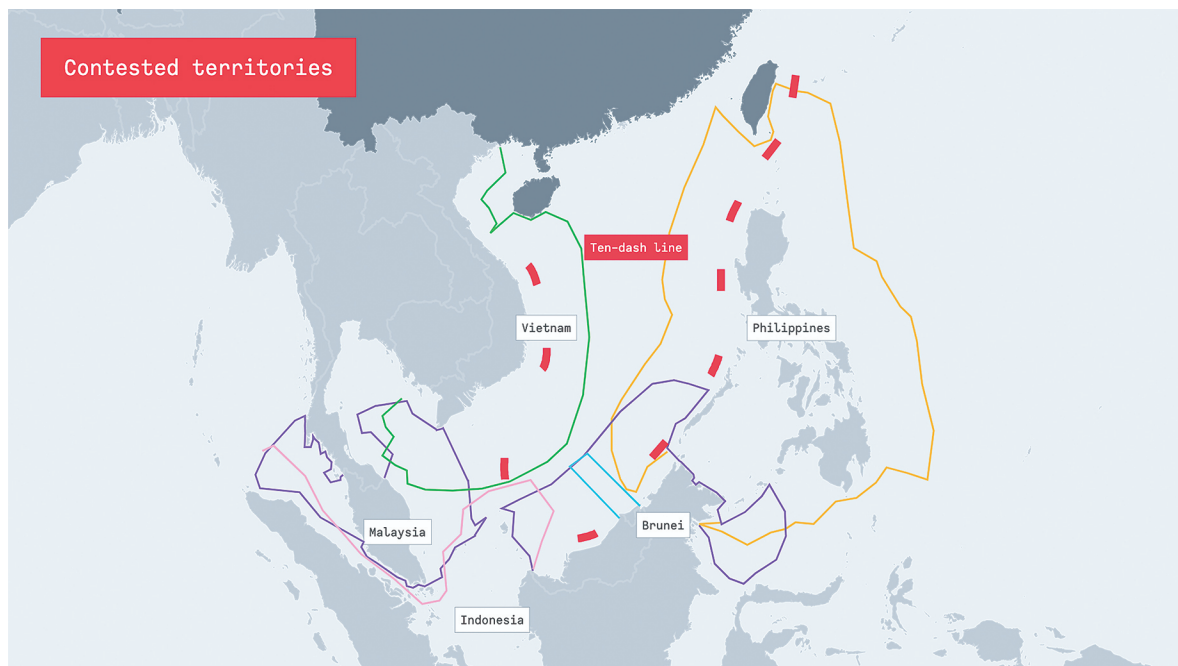 Contested territories
Ten-dash line
Vietnam
Philippines
Malaysia
Brunei
Indonesia